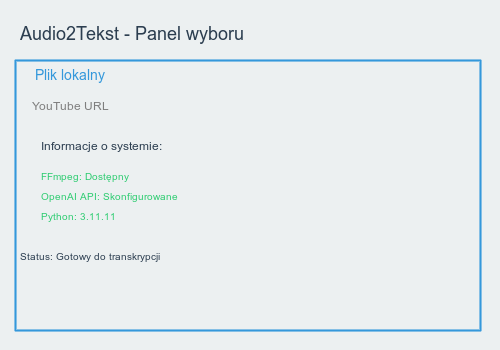 Audio2Tekst - Panel wyboru
Plik lokalny
YouTube URL
Informacje o systemie:
FFmpeg: Dostępny
OpenAI API: Skonfigurowane
Python: 3.11.11
Status: Gotowy do transkrypcji